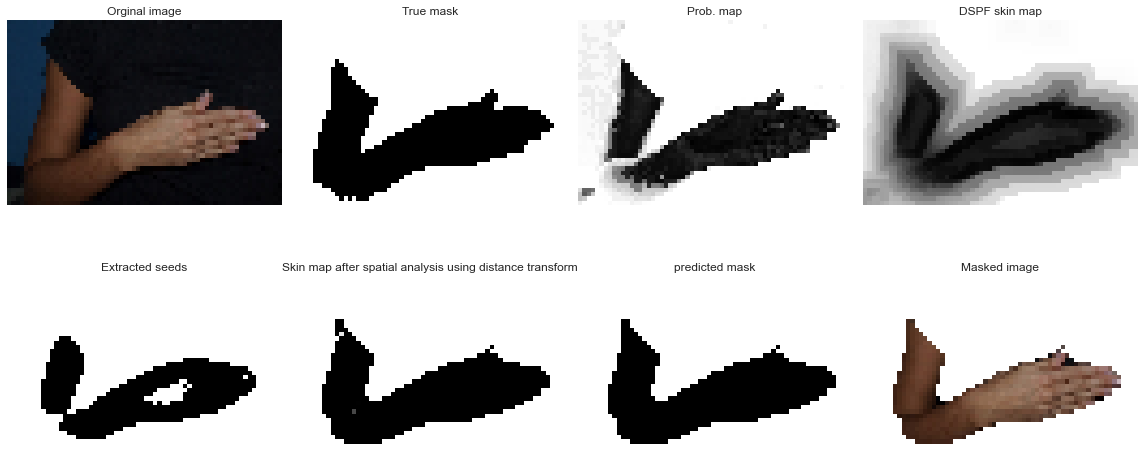 Orginal image
True mask
Prob. map
DSPF skin map
Extracted seeds
Skin map after spatial analysis using distance transform
predicted mask
Masked image